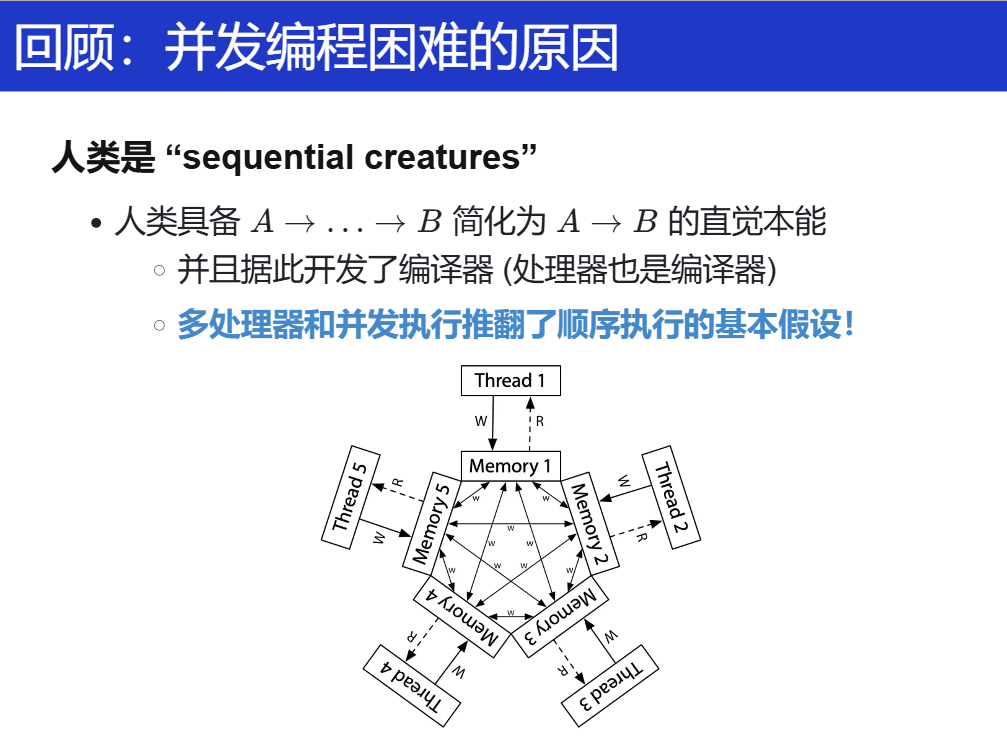 回顾：并发编程困难的原因
人类是 “sequential creatures”
• 人类具备 A → … → B 简化为 A → B 的直觉本能
○ 并且据此开发了编译器 (处理器也是编译器)
○ 多处理器和并发执行推翻了顺序执行的基本假设！
Thread 1
W
R
Memory 1
Thread 5
R
W
Memory 5
Memory 2
W
R
Thread 2
w
w
w
w
w
w
w
w
w
w
Memory 4
Memory 3
R
W
Thread 4
R
W
Thread 3